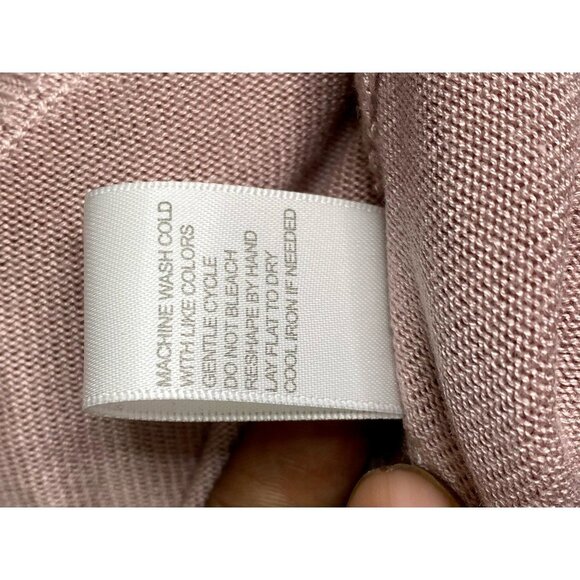 MACHINE WASH COLD
WITH LIKE COLORS
GENTLE CYCLE
DO NOT BLEACH
RESHAPE BY HAND
LAY FLAT TO DRY
COOL IRON IF NEEDED